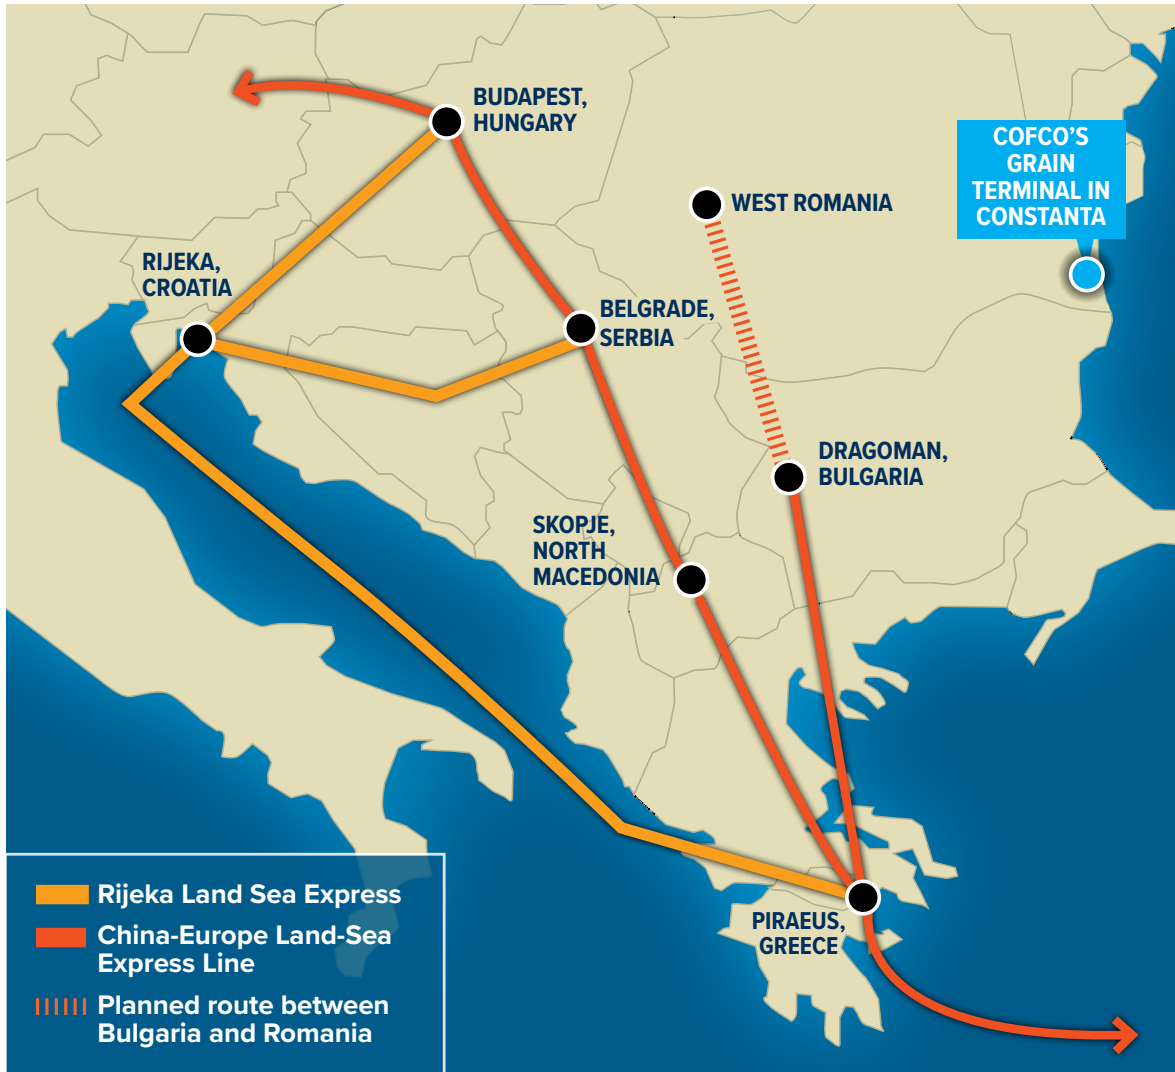 BUDAPEST,
HUNGARY
COFCO'S
GRAIN
TERMINAL IN
CONSTANTA
WEST ROMANIA
RIJEKA,
CROATIA
BELGRADE,
SERBIA
DRAGOMAN,
BULGARIA
SKOPJE,
NORTH
MACEDONIA
PIRAEUS,
GREECE
Rijeka Land Sea Express
China-Europe Land-Sea
Express Line
Planned route between
Bulgaria and Romania